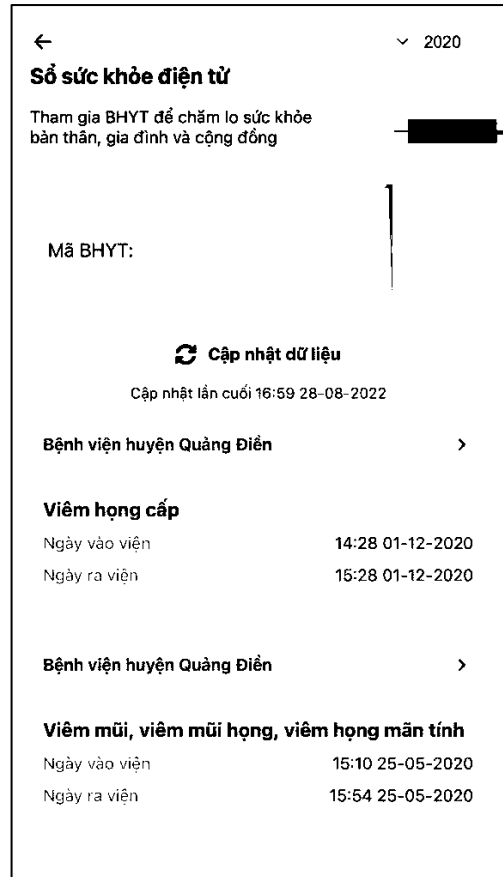 2020
Sổ sức khỏe điện tử
Tham gia BHYT để chăm lo sức khỏe
bản thân, gia đình và cộng đồng
Mã BHYT:
Cập nhật dữ liệu
Cập nhật lần cuối 16:59 28-08-2022
Bệnh viện huyện Quảng Điền
Viêm họng cấp
Ngày vào viện 14:28 01-12-2020
Ngày ra viện 15:28 01-12-2020
Bệnh viện huyện Quảng Điền
Viêm mũi, viêm mũi họng, viêm họng mãn tính
Ngày vào viện 15:10 25-05-2020
Ngày ra viện 15:54 25-05-2020